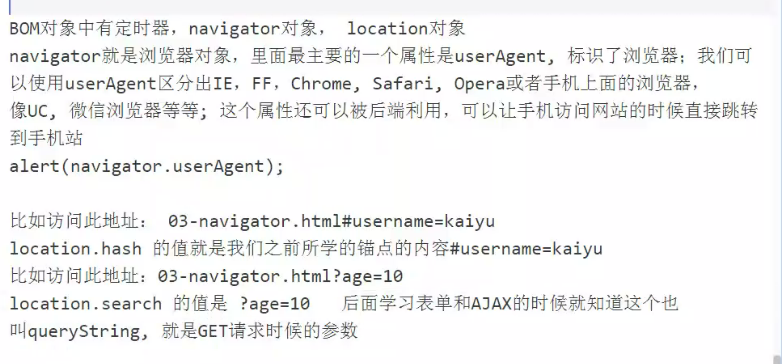 BOM对象中有定时器，navigator对象， location对象
navigator就是浏览器对象，里面最主要的一个属性是userAgent, 标识了浏览器；我们可
以使用userAgent区分出IE，FF，Chrome, Safari, Opera或者手机上面的浏览器，
像UC, 微信浏览器等等; 这个属性还可以被后端利用，可以让手机访问网站的时候直接跳转
到手机站
alert(navigator.userAgent);
比如访问此地址： 03-navigator.html#username=kaiyu
location.hash 的值就是我们之前所学的锚点的内容#username=kaiyu
比如访问此地址：03-navigator.html?age=10
location.search 的值是 ?age=10 后面学习表单和AJAX的时候就知道这个也
叫queryString, 就是GET请求时候的参数